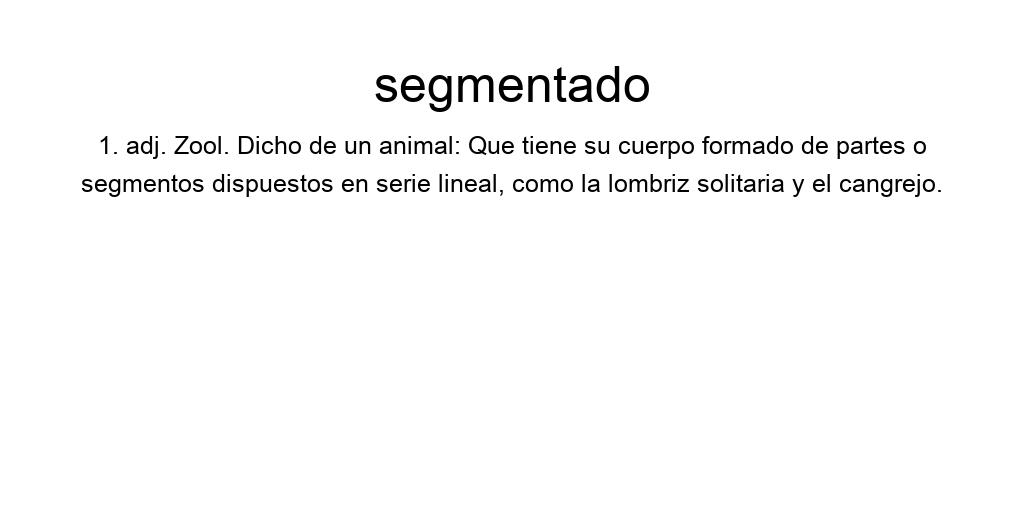 segmentado
1. adj. Zool. Dicho de un animal: Que tiene su cuerpo formado de partes o
segmentos dispuestos en serie lineal, como la lombriz solitaria y el cangrejo.